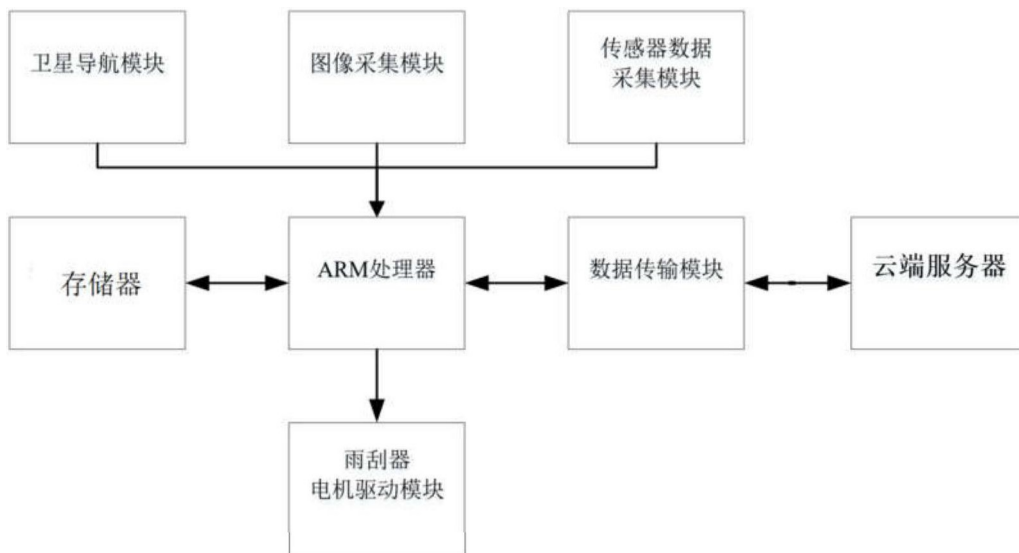 卫星导航模块
图像采集模块
传感器数据
采集模块
存储器
ARM处理器
数据传输模块
云端服务器
雨刮器
电机驱动模块